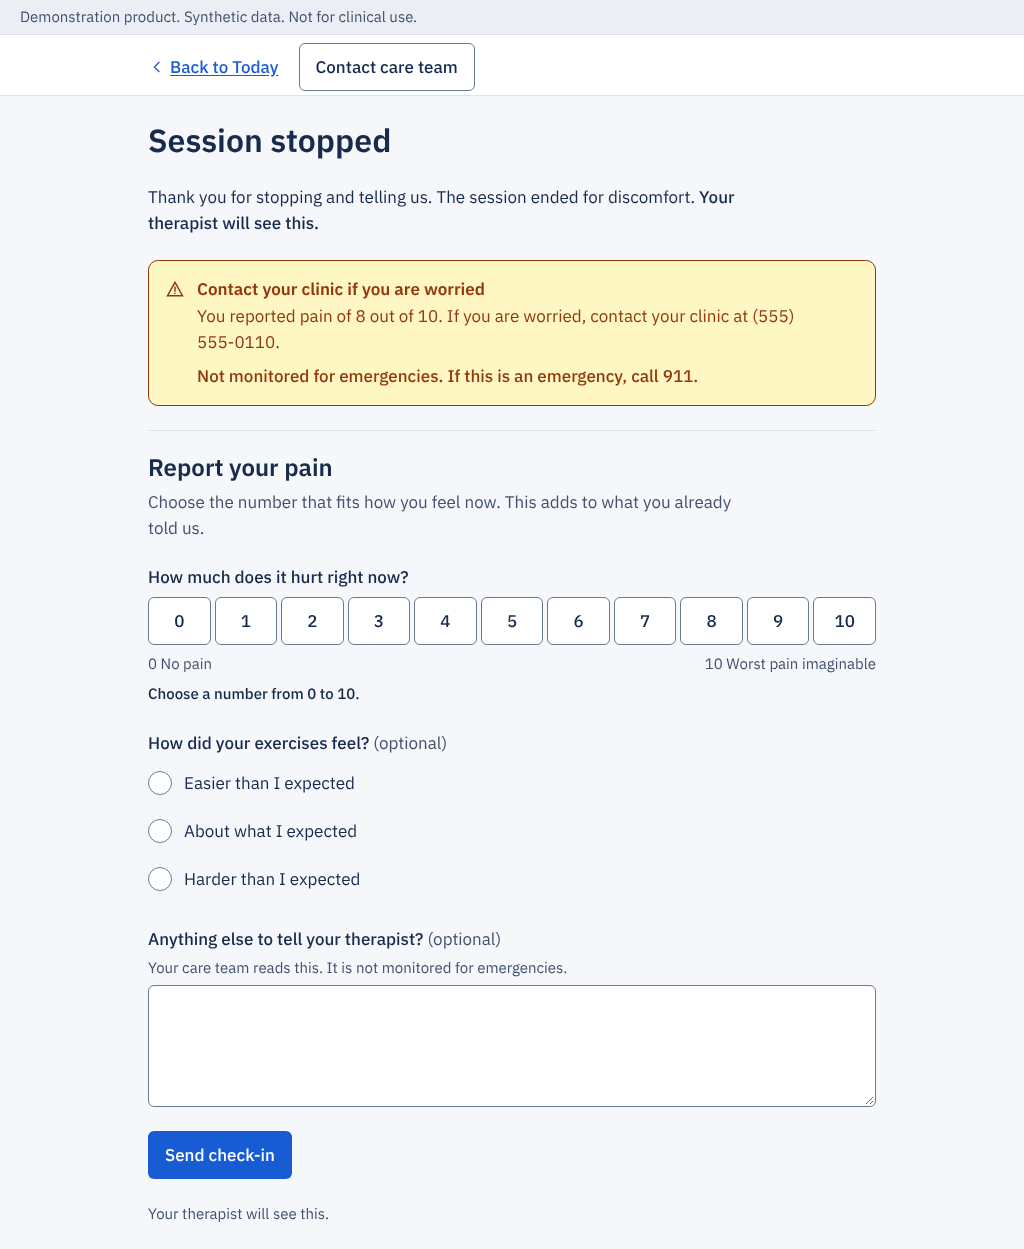 Demonstration product. Synthetic data. Not for clinical use.
Back to Today
Contact care team
Session stopped
Thank you for stopping and telling us. The session ended for discomfort. Your
therapist will see this.
Contact your clinic if you are worried
You reported pain of 8 out of 10. If you are worried, contact your clinic at (555)
555-0110.
Not monitored for emergencies. If this is an emergency, call 911.
Report your pain
Choose the number that fits how you feel now. This adds to what you already
told us.
How much does it hurt right now?
0 1 2 3 4 5 6 7 8 9 10
0 No pain
10 Worst pain imaginable
Choose a number from 0 to 10.
How did your exercises feel? (optional)
Easier than I expected
About what I expected
Harder than I expected
Anything else to tell your therapist? (optional)
Your care team reads this. It is not monitored for emergencies.
Send check-in
Your therapist will see this.